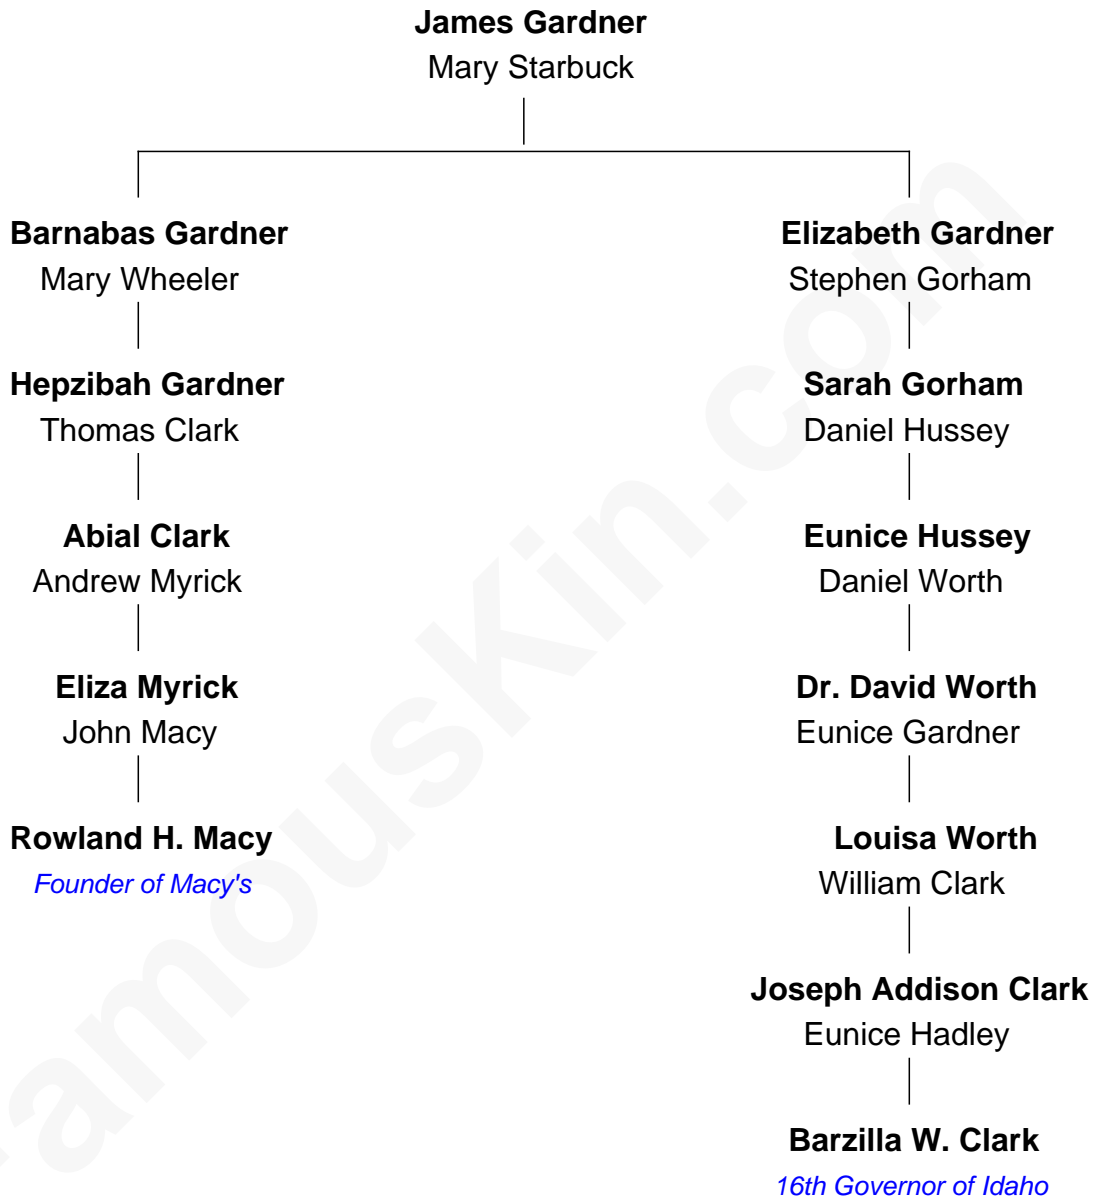 James Gardner
Mary Starbuck
Barnabas Gardner
Mary Wheeler
Elizabeth Gardner
Stephen Gorham
Hepzibah Gardner
Thomas Clark
Sarah Gorham
Daniel Hussey
Abial Clark
Andrew Myrick
Eunice Hussey
Daniel Worth
Eliza Myrick
John Macy
Dr. David Worth
Eunice Gardner
Rowland H. Macy
Founder of Macy's
Louisa Worth
William Clark
Joseph Addison Clark
Eunice Hadley
Barzilla W. Clark
16th Governor of Idaho
FamousKin.com